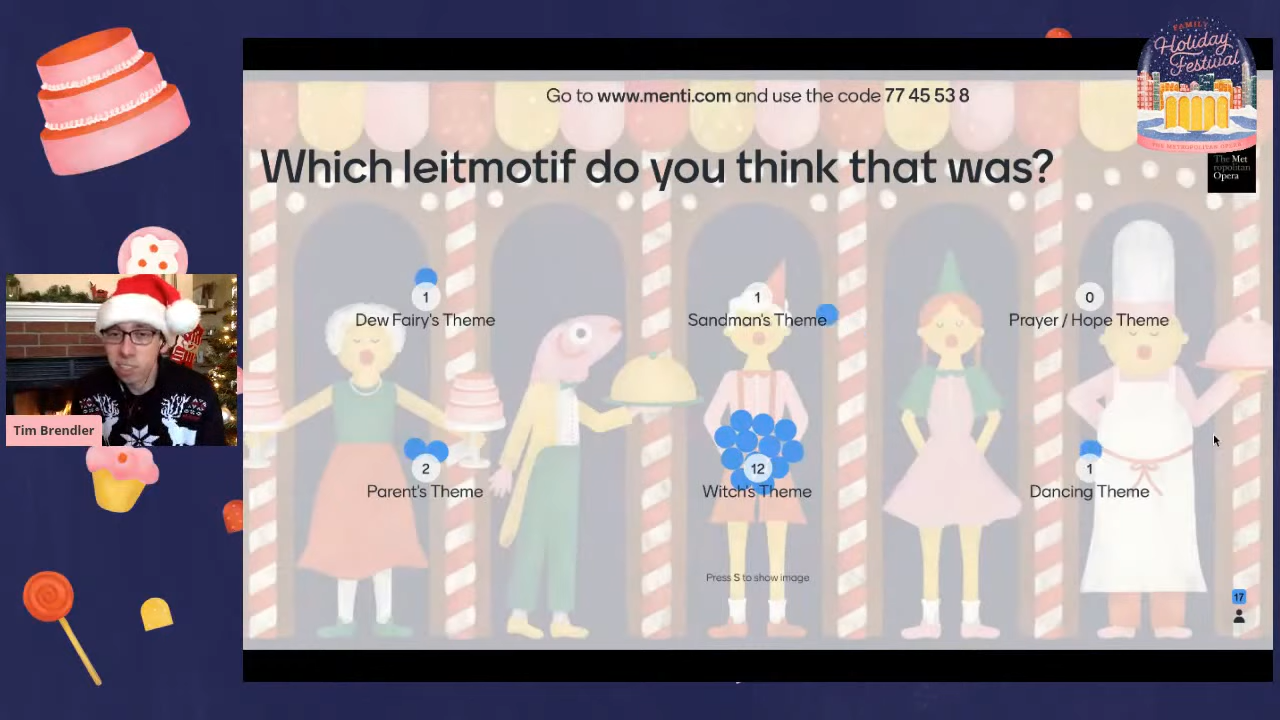 FAMILY
Holiday
Festival
THE METROPOLITAN OPERA
The Met
ropolitan
Opera
Go to www.menti.com and use the code 77 45 53 8
Which leitmotif do you think that was?
1
Dew Fairy's Theme
1
Sandman's Theme
0
Prayer / Hope Theme
2
Parent's Theme
12
Witch's Theme
1
Dancing Theme
Press S to show image
17
Tim Brendler